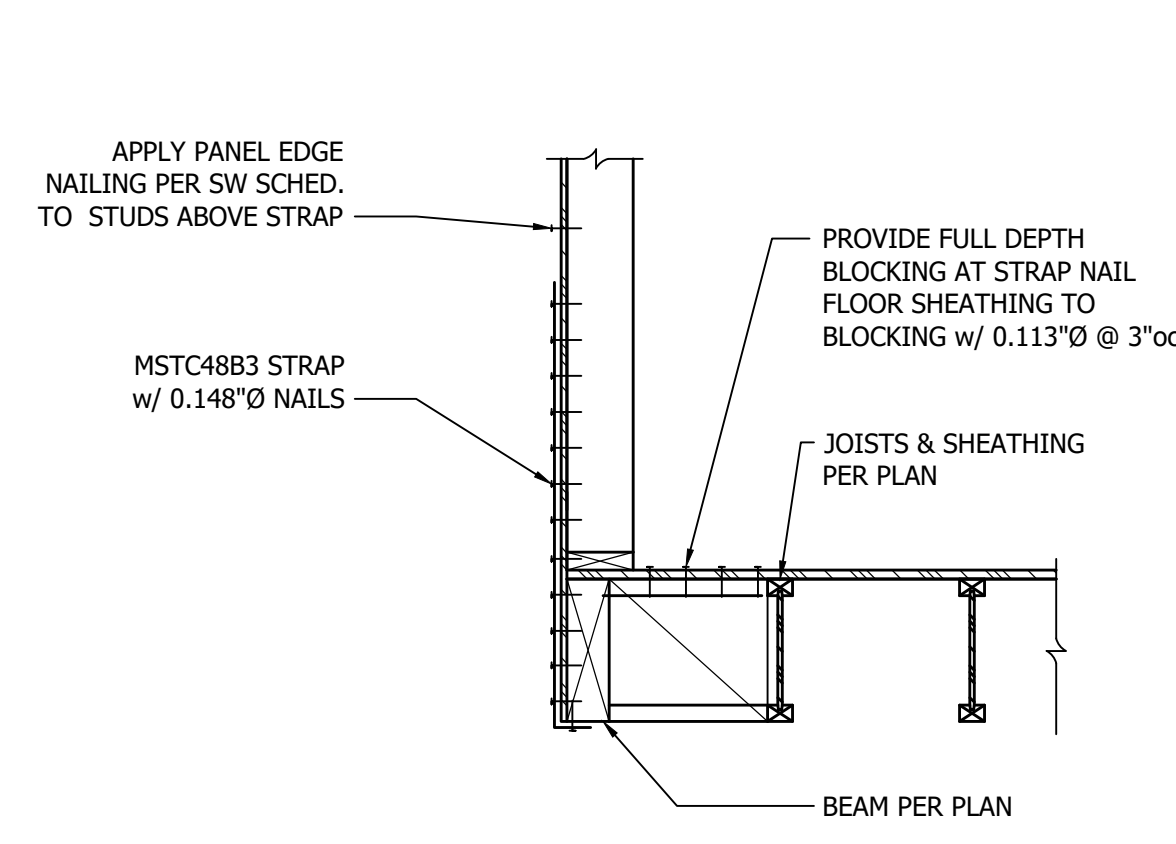 APPLY PANEL EDGE
NAILING PER SW SCHED.
TO STUDS ABOVE STRAP
MSTC48B3 STRAP
w/ 0.148"Ø NAILS
PROVIDE FULL DEPTH
BLOCKING AT STRAP NAIL
FLOOR SHEATHING TO
BLOCKING w/ 0.113"Ø @ 3"oc
JOISTS & SHEATHING
PER PLAN
BEAM PER PLAN